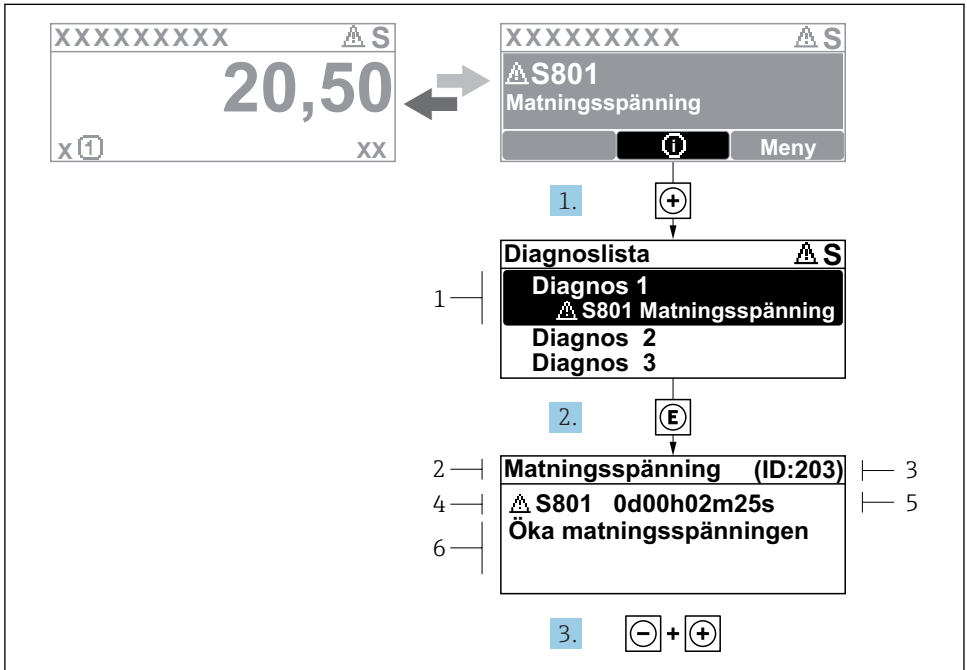 XXXXXXXXX ⚠ S
20,50
x ① xx
XXXXXXXXX ⚠ S
⚠ S801
Matningsspänning
ⓘ Meny
1. +
Diagnoslista ⚠ S
1
Diagnos 1
⚠ S801 Matningsspänning
Diagnos 2
Diagnos 3
2. E
2 Matningsspänning (ID:203) 3
4 ⚠ S801 0d00h02m25s 5
6 Öka matningsspänningen
3. - + +